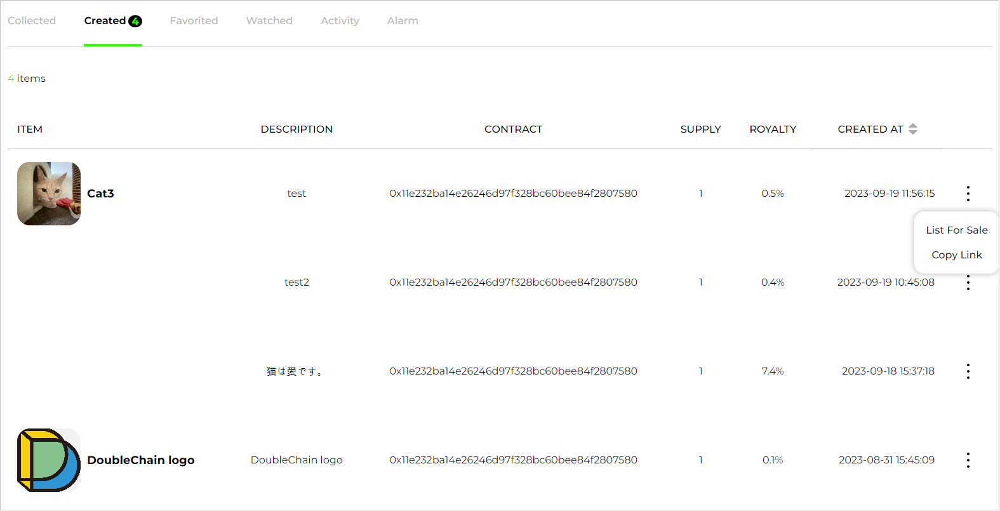 Collected Created 4 Favorited Watched Activity Alarm
4 items
ITEM DESCRIPTION CONTRACT SUPPLY ROYALTY CREATED AT
Cat3 test 0x11e232ba14e26246d97f328bc60bee84f2807580 1 0.5% 2023-09-19 11:56:15
List For Sale
Copy Link
test2 0x11e232ba14e26246d97f328bc60bee84f2807580 1 0.4% 2023-09-19 10:45:08
猫は愛です。 0x11e232ba14e26246d97f328bc60bee84f2807580 1 7.4% 2023-09-18 15:37:18
DoubleChain logo DoubleChain logo 0x11e232ba14e26246d97f328bc60bee84f2807580 1 0.1% 2023-08-31 15:45:09